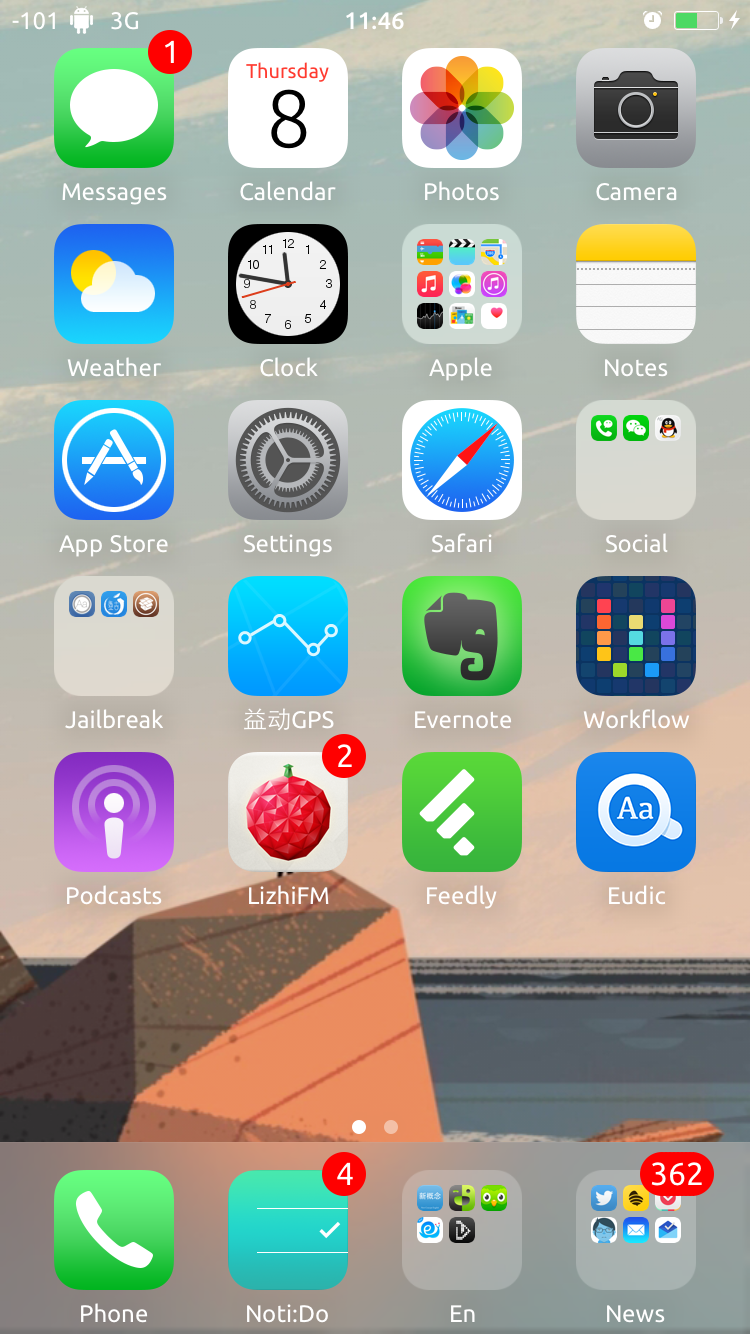 -101 3G 11:46
1
Thursday
8
Messages Calendar Photos Camera
12
11 1
10 2
9 3
8 4
7 5
6
Weather Clock Apple Notes
App Store Settings Safari Social
Jailbreak 益动GPS Evernote Workflow
2
Aa
Podcasts LizhiFM Feedly Eudic
4 362
新概念
Phone Noti:Do En News